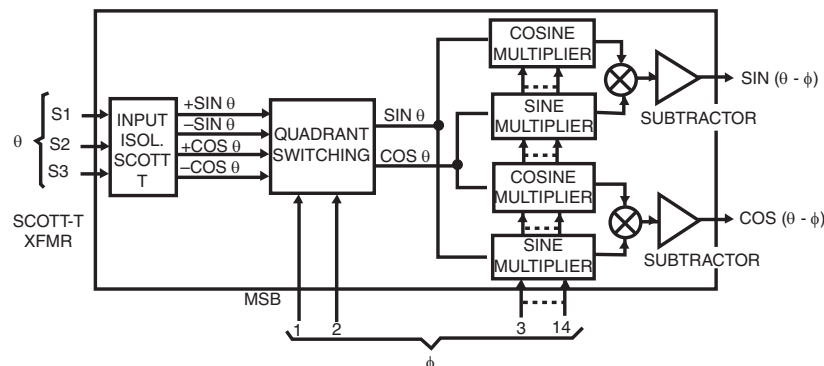 θ
S1
S2
S3
SCOTT-T
XFMR
INPUT
ISOL.
SCOTT
T
+SIN θ
–SIN θ
+COS θ
–COS θ
QUADRANT
SWITCHING
SIN θ
COS θ
COSINE
MULTIPLIER
SINE
MULTIPLIER
COSINE
MULTIPLIER
SINE
MULTIPLIER
SUBTRACTOR
SIN (θ - ϕ)
SUBTRACTOR
COS (θ - ϕ)
MSB
1
2
3
14
ϕ